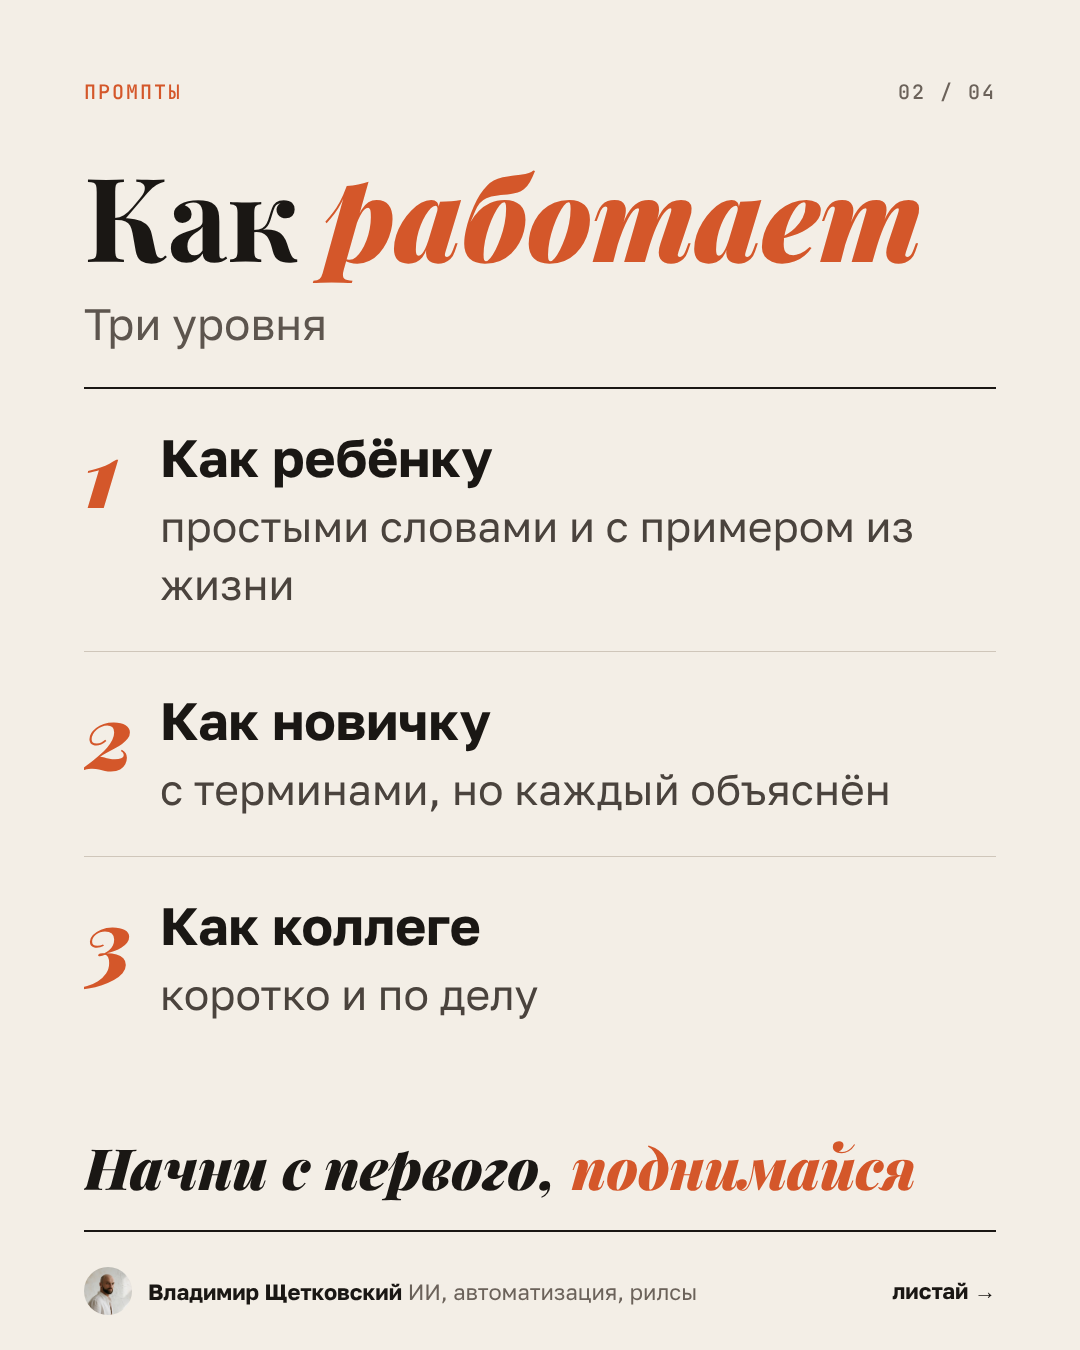 ПРОМПТЫ
02 / 04
Как работает
Три уровня
1
Как ребёнку
простыми словами и с примером из
жизни
2
Как новичку
с терминами, но каждый объяснён
3
Как коллеге
коротко и по делу
Начни с первого, поднимайся
Владимир Щетковский ИИ, автоматизация, рилсы
листай →